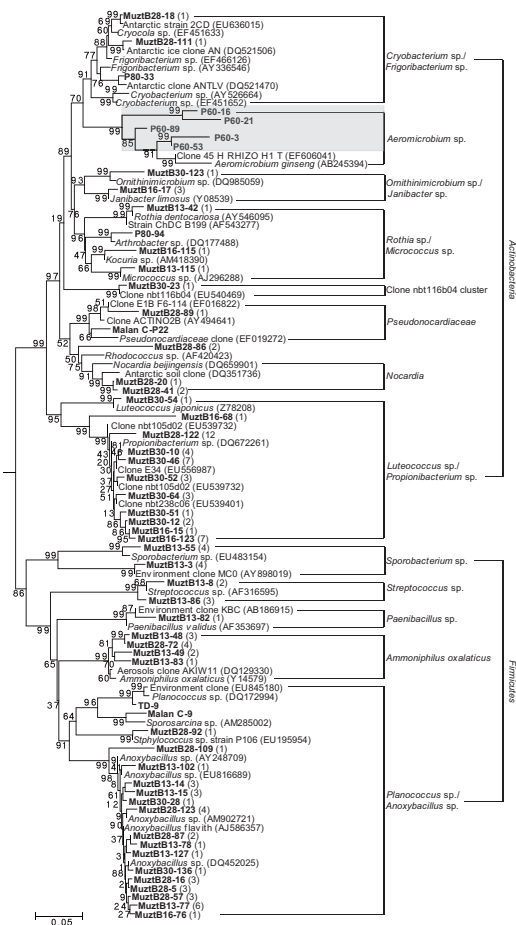 MuztB28-18 (1)
Antarctic strain 2CD (EU636015)
Cryocola sp. (EF451633)
MuztB28-111 (1)
Antarctic ice clone AN (DQ521506)
Frigoribacterium sp. (EF466126)
Frigoribacterium sp. (AY336546)
P80-33
Antarctic clone ANTLV (DQ521470)
Cryobacterium sp. (AY526664)
Cryobacterium sp. (EF451652)
Cryobacterium sp./
Frigoribacterium sp.
P60-16
P60-21
P60-89
P60-3
P60-53
Clone 45 H RHIZO H1 T (EF606041)
Aeromicrobium ginseng (AB245394)
Aeromicrobium sp.
MuztB30-123 (1)
Ornithinimicrobium sp. (DQ985059)
MuztB16-17 (3)
Janibacter limosus (Y08539)
Ornithinimicrobium sp./
Janibacter sp.
MuztB13-42 (1)
Rothia dentocariosa (AY546095)
Strain ChDC B199 (AF543277)
P80-94
Arthrobacter sp. (DQ177488)
MuztB16-115 (1)
Kocuria sp. (AM418390)
MuztB13-115 (1)
Micrococcus sp. (AJ296288)
Rothia sp./
Micrococcus sp.
MuztB30-23 (1)
Clone nbt116b04 (EU540469)
Clone nbt116b04 cluster
Clone E1B F6-114 (EF016822)
MuztB28-89 (1)
Clone ACTINO2B (AY494641)
Malan C-P22
Pseudonocardiaceae clone (EF019272)
Pseudonocardiaceae
MuztB28-86 (2)
Rhodococcus sp. (AF420423)
Nocardia beijingensis (DQ659901)
Antarctic soil clone (DQ351736)
MuztB28-20 (1)
MuztB28-41 (2)
Nocardia
MuztB30-54 (1)
Luteococcus japonicus (Z78208)
MuztB16-68 (1)
Clone nbt105d02 (EU539732)
MuztB28-122 (12
Propionibacterium sp. (DQ672261)
MuztB30-10 (4)
MuztB30-46 (7)
Clone E34 (EU556987)
MuztB30-52 (3)
Clone nbt105d02 (EU539732)
MuztB30-64 (3)
Clone nbt238c06 (EU539401)
MuztB30-51 (1)
MuztB30-12 (2)
MuztB16-15 (1)
MuztB16-123 (7)
Luteococcus sp./
Propionibacterium sp.
Actinobacteria
MuztB13-55 (4)
Sporobacterium sp. (EU483154)
MuztB13-3 (4)
Environment clone MC0 (AY898019)
Sporobacterium sp.
MuztB13-8 (2)
Streptococcus sp. (AF316595)
MuztB13-86 (3)
Streptococcus sp.
Environment clone KBC (AB186915)
MuztB13-82 (1)
Paenibacillus validus (AF353697)
Paenibacillus sp.
MuztB13-48 (3)
MuztB28-72 (4)
MuztB13-49 (2)
MuztB13-83 (1)
Aerosols clone AKIW11 (DQ129330)
Ammoniphilus oxalaticus (Y14579)
Ammoniphilus oxalaticus
Environment clone (EU845180)
Planococcus sp. (DQ172994)
TD-9
Malan C-9
Sporosarcina sp. (AM285002)
MuztB28-92 (1)
Stphylococcus sp. strain P106 (EU195954)
MuztB28-109 (1)
Anoxybacillus sp. (AY248709)
MuztB13-102 (1)
Anoxybacillus sp. (EU816689)
MuztB13-14 (3)
MuztB13-15 (3)
MuztB30-28 (1)
MuztB28-123 (4)
Anoxybacillus sp. (AM902721)
Anoxybacillus flavith (AJ586357)
MuztB28-87 (2)
MuztB13-78 (1)
MuztB13-127 (1)
Anoxybacillus sp. (DQ452025)
MuztB30-136 (1)
MuztB28-16 (3)
MuztB28-5 (3)
MuztB28-57 (3)
MuztB13-77 (6)
MuztB16-76 (1)
Planococcus sp./
Anoxybacillus sp.
Firmicutes
0.05